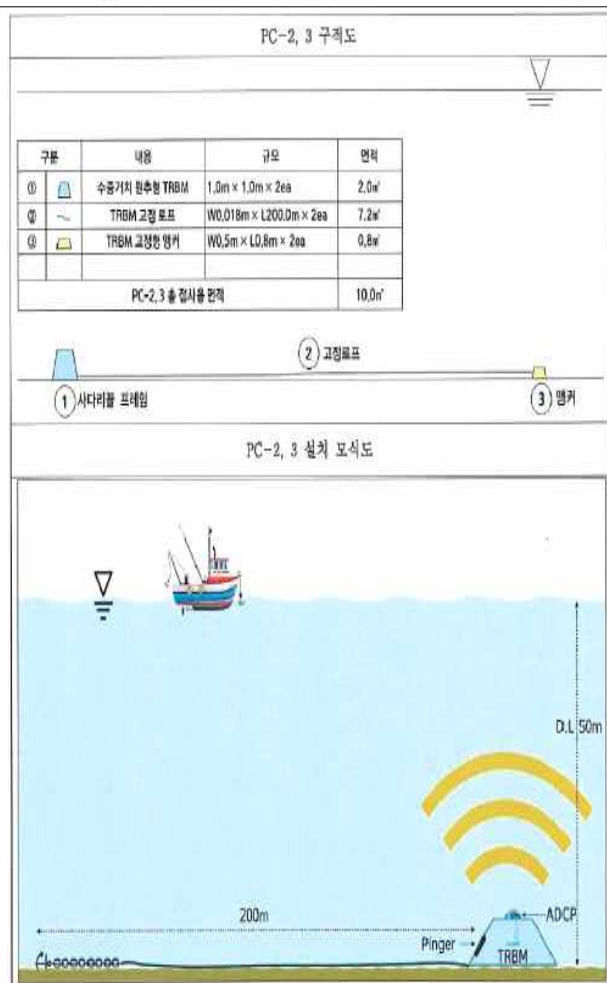 PC-2, 3 구적도
구분 내용 규모 면적
① 수중거치 원추형 TRBM 1.0m × 1.0m × 2ea 2.0㎡
② TRBM 고정 로프 W0.018m × L200.0m × 2ea 7.2㎡
③ TRBM 고정형 앵커 W0.5m × L0.8m × 2ea 0.8㎡
PC-2, 3 총 점사용 면적 10.0㎡
② 고정로프
① 사다리꼴 프레임
③ 앵커
PC-2, 3 설치 모식도
D.L 50m
200m
ADCP
Pinger
TRBM